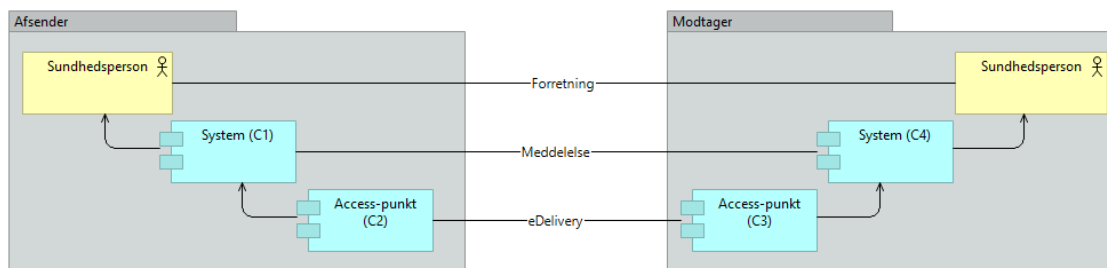 Afsender
Modtager
Sundhedsperson
Sundhedsperson
Forretning
System (C1)
System (C4)
Meddelelse
Access-punkt
(C2)
Access-punkt
(C3)
eDelivery